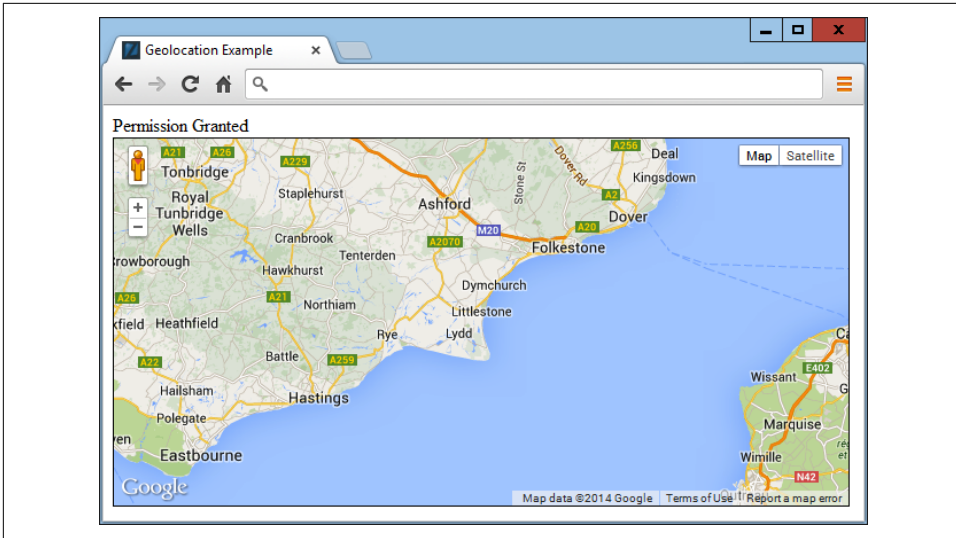 Geolocation Example
Permission Granted
A21
A26
A229
A256
Deal
Map
Satellite
Tonbridge
Stone St
Dover Rd
Kingsdown
Royal
Tunbridge
Wells
Staplehurst
Ashford
A2
Dover
M20
A20
Cranbrook
A2070
Folkestone
Tenterden
rowborough
Hawkhurst
Dymchurch
A26
A21
Northiam
Littlestone
kfield
Heathfield
Rye
Lydd
Ca
A22
Battle
A259
E402
Wissant
G
Hailsham
Hastings
Polegate
Marquise
ven
ré
et
Eastbourne
Wimille
N42
Google
Map data ©2014 Google
Terms of Use
Report a map error